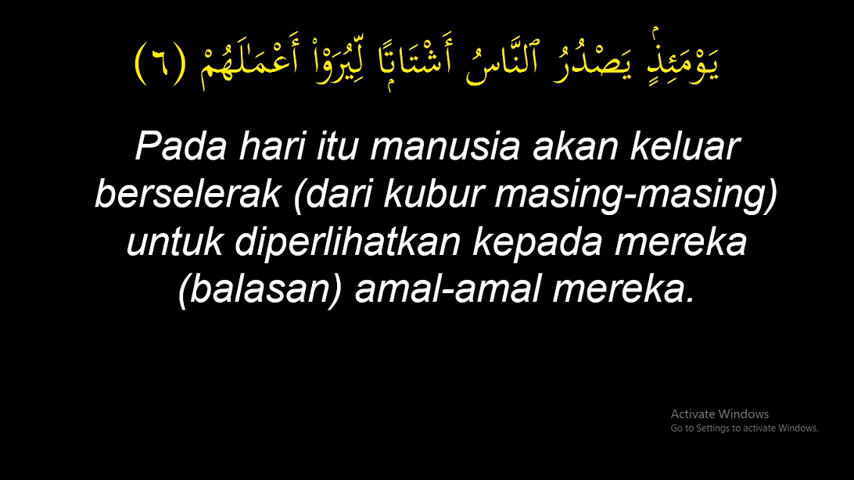 يَوْمَئِذٍۢ يَصْدُرُ ٱلنَّاسُ أَشْتَاتًۭا لِّيُرَوْا۟ أَعْمَـٰلَهُمْ (٦)
Pada hari itu manusia akan keluar
berselerak (dari kubur masing-masing)
untuk diperlihatkan kepada mereka
(balasan) amal-amal mereka.
Activate Windows
Go to Settings to activate Windows.